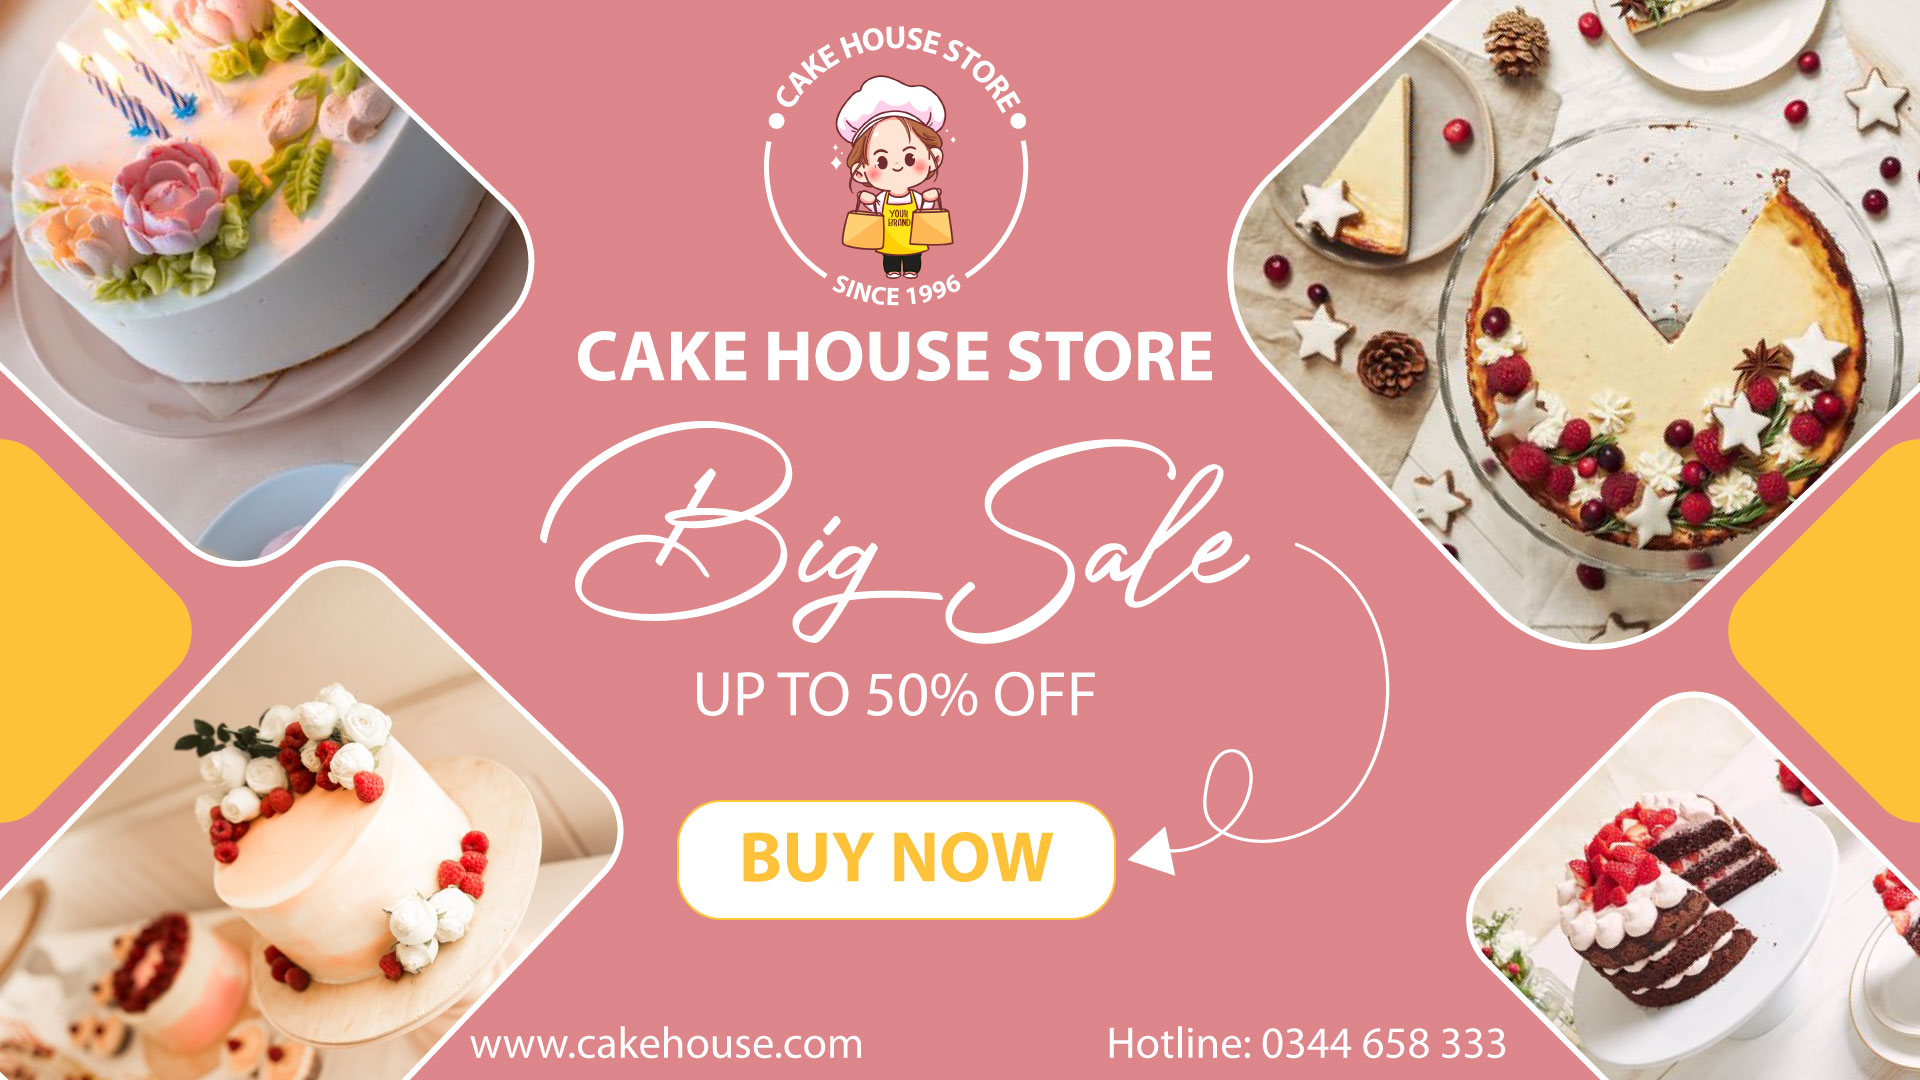 CAKE HOUSE STORE
YOUR
BRAND
SINCE 1996
CAKE HOUSE STORE
Big Sale
UP TO 50% OFF
BUY NOW
www.cakehouse.com
Hotline: 0344 658 333